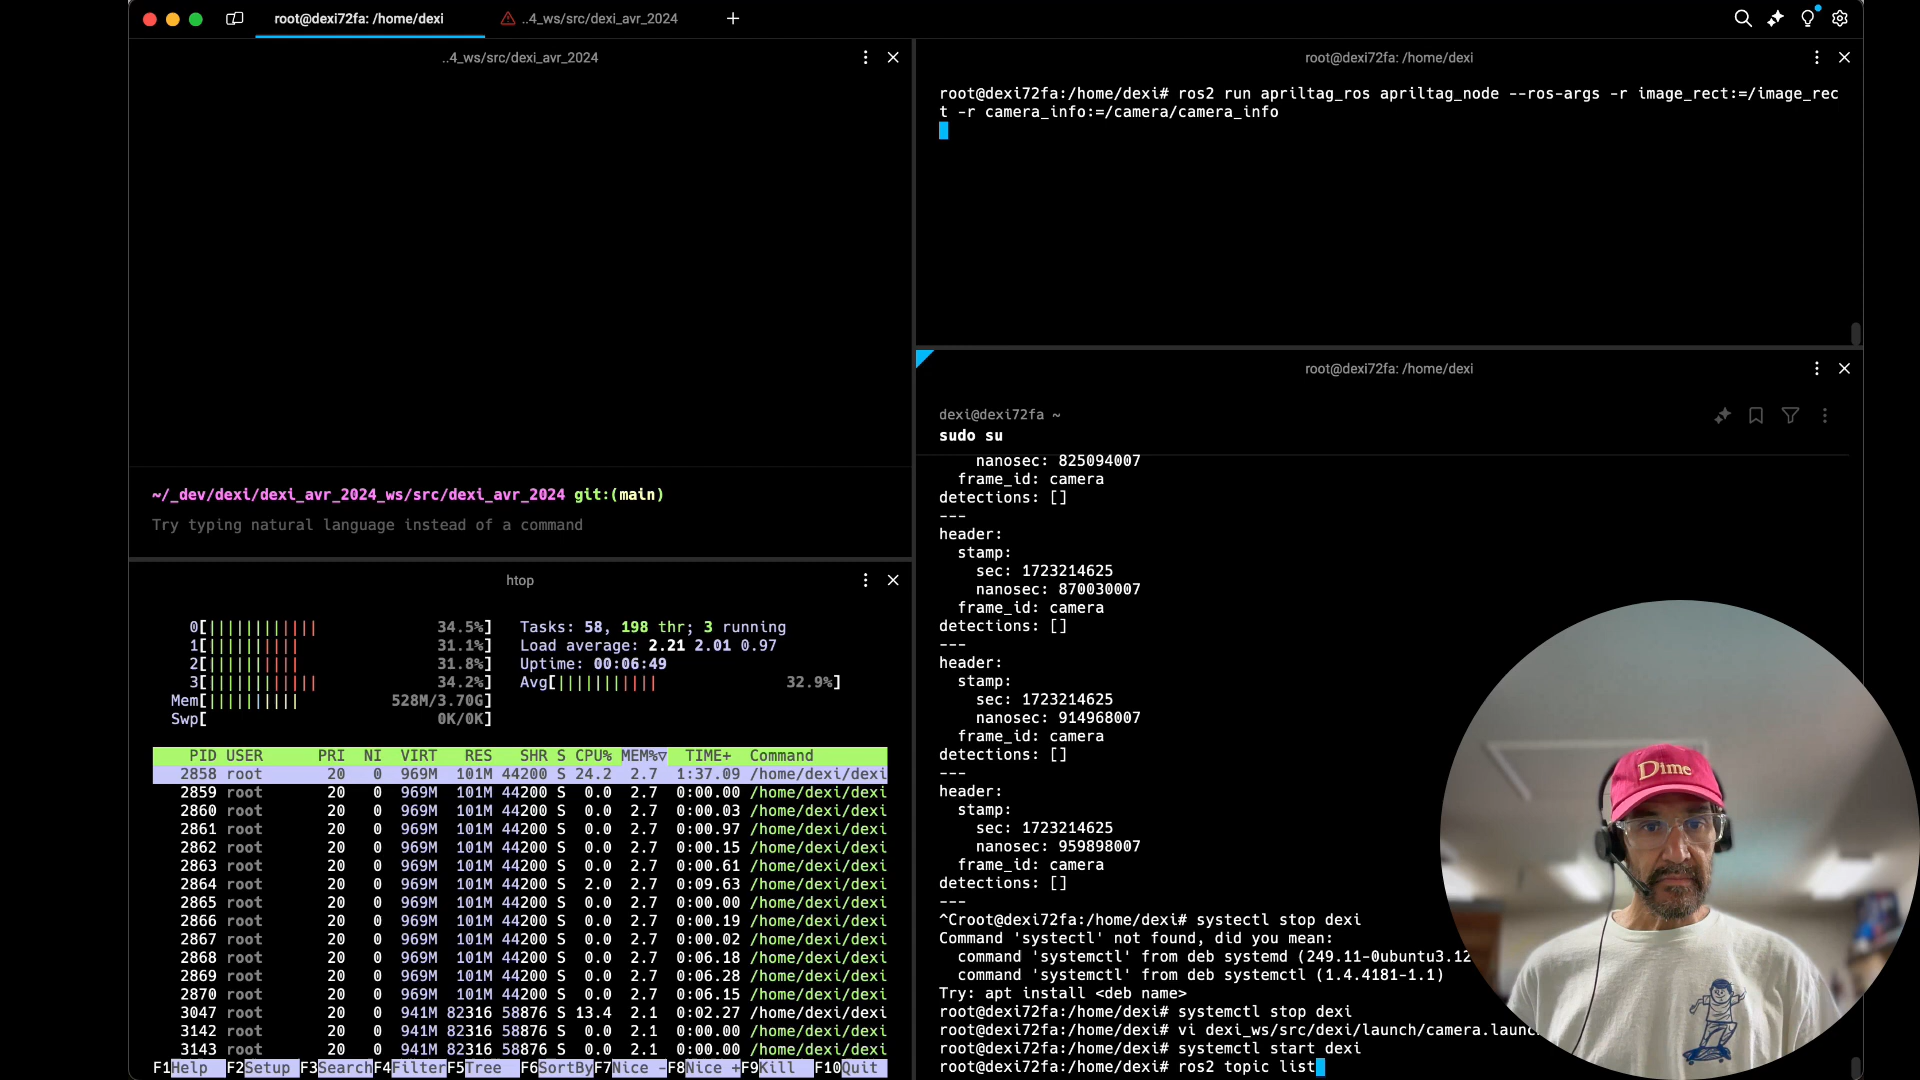 root@dexi72fa: /home/dexi
..4_ws/src/dexi_avr_2024
..4_ws/src/dexi_avr_2024
~/_dev/dexi/dexi_avr_2024_ws/src/dexi_avr_2024 git:(main)
Try typing natural language instead of a command
htop
0[||||||||||||| 34.5%] Tasks: 58, 198 thr; 3 running
1[||||||||||| 31.1%] Load average: 2.21 2.01 0.97
2[||||||||||| 31.8%] Uptime: 00:06:49
3[||||||||||||| 34.2%] Avg[||||||||||| 32.9%]
Mem[|||||||||| 528M/3.70G]
Swp[ 0K/0K]
PID USER PRI NI VIRT RES SHR S CPU% MEM%▽ TIME+ Command
2858 root 20 0 969M 101M 44200 S 24.2 2.7 1:37.09 /home/dexi/dexi
2859 root 20 0 969M 101M 44200 S 0.0 2.7 0:00.00 /home/dexi/dexi
2860 root 20 0 969M 101M 44200 S 0.0 2.7 0:00.03 /home/dexi/dexi
2861 root 20 0 969M 101M 44200 S 0.0 2.7 0:00.97 /home/dexi/dexi
2862 root 20 0 969M 101M 44200 S 0.0 2.7 0:00.15 /home/dexi/dexi
2863 root 20 0 969M 101M 44200 S 0.0 2.7 0:00.61 /home/dexi/dexi
2864 root 20 0 969M 101M 44200 S 2.0 2.7 0:09.63 /home/dexi/dexi
2865 root 20 0 969M 101M 44200 S 0.0 2.7 0:00.00 /home/dexi/dexi
2866 root 20 0 969M 101M 44200 S 0.0 2.7 0:00.19 /home/dexi/dexi
2867 root 20 0 969M 101M 44200 S 0.0 2.7 0:00.02 /home/dexi/dexi
2868 root 20 0 969M 101M 44200 S 0.0 2.7 0:06.18 /home/dexi/dexi
2869 root 20 0 969M 101M 44200 S 0.0 2.7 0:06.28 /home/dexi/dexi
2870 root 20 0 969M 101M 44200 S 0.0 2.7 0:06.15 /home/dexi/dexi
3047 root 20 0 941M 82316 58876 S 13.4 2.1 0:02.27 /home/dexi/dexi
3142 root 20 0 941M 82316 58876 S 0.0 2.1 0:00.00 /home/dexi/dexi
3143 root 20 0 941M 82316 58876 S 0.0 2.1 0:00.00 /home/dexi/dexi
F1Help F2Setup F3SearchF4FilterF5Tree F6SortByF7Nice -F8Nice +F9Kill F10Quit
root@dexi72fa: /home/dexi
root@dexi72fa:/home/dexi# ros2 run apriltag_ros apriltag_node --ros-args -r image_rect:=/image_rec
t -r camera_info:=/camera/camera_info
root@dexi72fa: /home/dexi
dexi@dexi72fa ~
sudo su
nanosec: 825094007
frame_id: camera
detections: []
---
header:
stamp:
sec: 1723214625
nanosec: 870030007
frame_id: camera
detections: []
---
header:
stamp:
sec: 1723214625
nanosec: 914968007
frame_id: camera
detections: []
---
header:
stamp:
sec: 1723214625
nanosec: 959898007
frame_id: camera
detections: []
---
^Croot@dexi72fa:/home/dexi# systectl stop dexi
Command 'systectl' not found, did you mean:
command 'systemctl' from deb systemd (249.11-0ubuntu3.12
command 'systemctl' from deb systemctl (1.4.4181-1.1)
Try: apt install <deb name>
root@dexi72fa:/home/dexi# systemctl stop dexi
root@dexi72fa:/home/dexi# vi dexi_ws/src/dexi/launch/camera.launc
root@dexi72fa:/home/dexi# systemctl start dexi
root@dexi72fa:/home/dexi# ros2 topic list
Dime